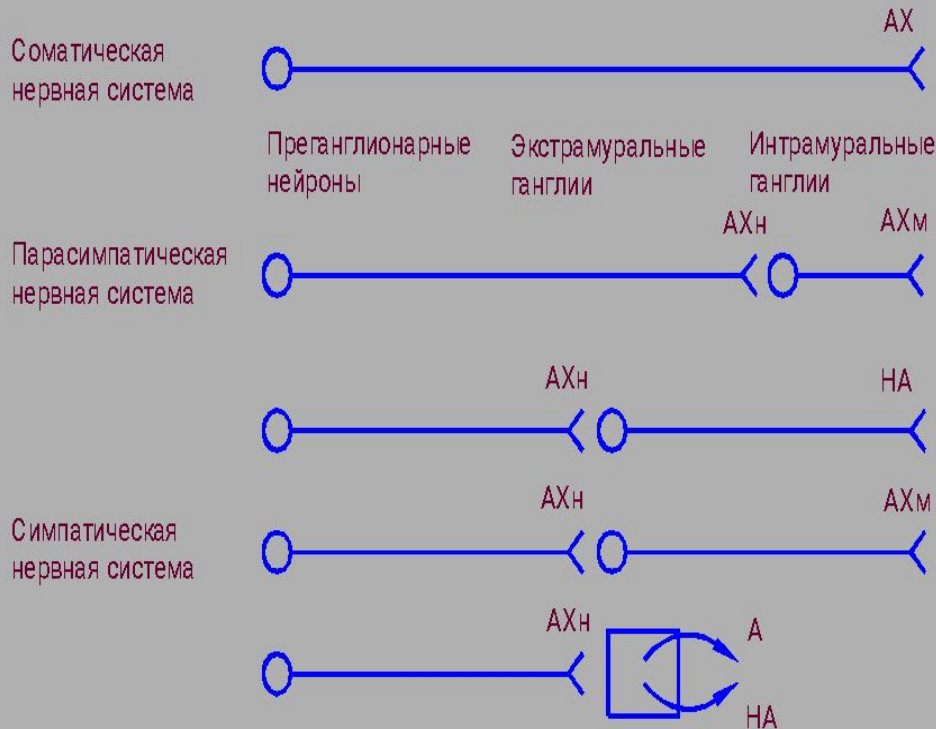 АХ
Соматическая
нервная система
Преганглионарные
нейроны
Экстрамуральные
ганглии
Интрамуральные
ганглии
АХн
АХм
Парасимпатическая
нервная система
АХн
НА
АХн
АХм
Симпатическая
нервная система
АХн
А
НА